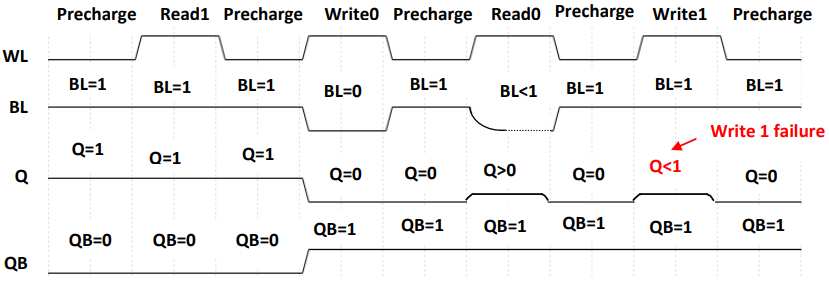 Precharge Read1 Precharge Write0 Precharge Read0 Precharge Write1 Precharge
WL
BL=1 BL=1 BL=1 BL=0 BL=1 BL<1 BL=1 BL=1 BL=1
BL
Write 1 failure
Q=1 Q=1 Q=1 Q=0 Q=0 Q>0 Q=0 Q<1 Q=0
Q
QB=0 QB=0 QB=0 QB=1 QB=1 QB=1 QB=1 QB=1 QB=1
QB